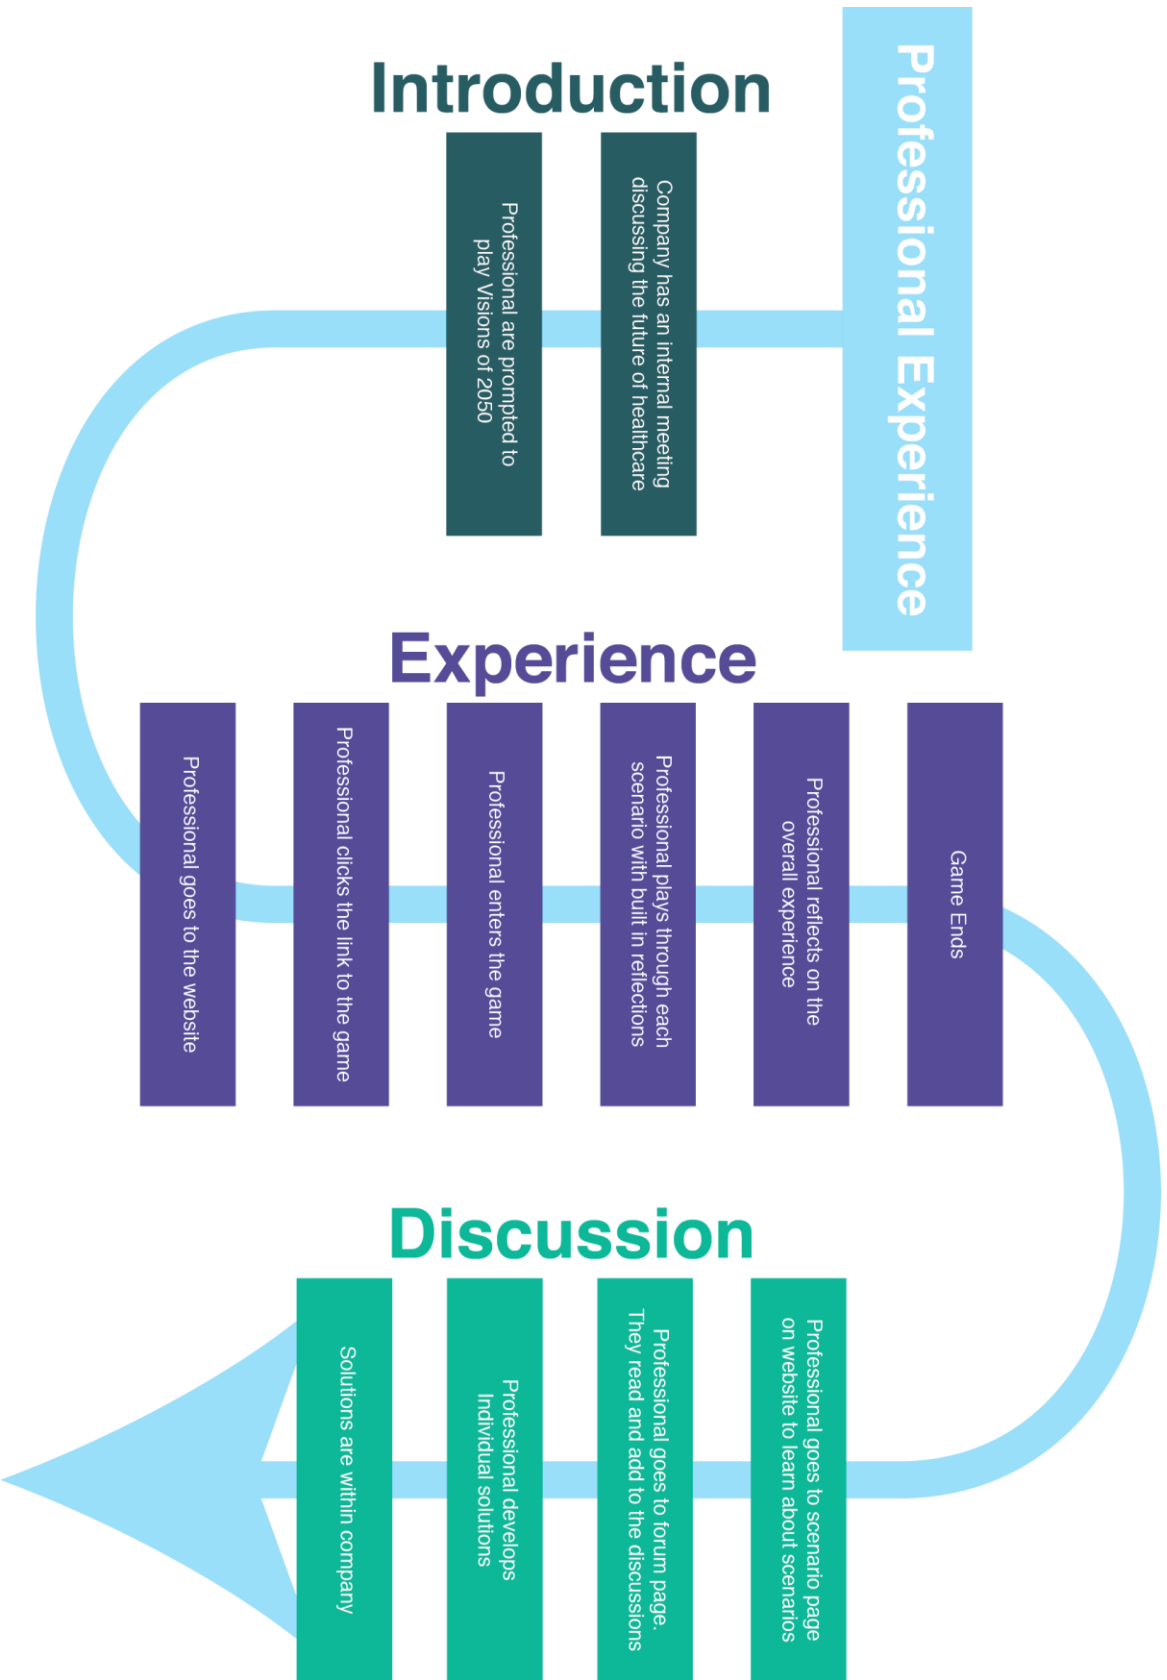 Professional Experience
Introduction
Company has an internal meeting
discussing the future of healthcare
Professional are prompted to
play Visions of 2050
Experience
Professional goes to the website
Professional clicks the link to the game
Professional enters the game
Professional plays through each
scenario with built in reflections
Professional reflects on the
overall experience
Game Ends
Discussion
Professional goes to scenario page
on website to learn about scenarios
Professional goes to forum page.
They read and add to the discussions
Professional develops
Individual solutions
Solutions are within company